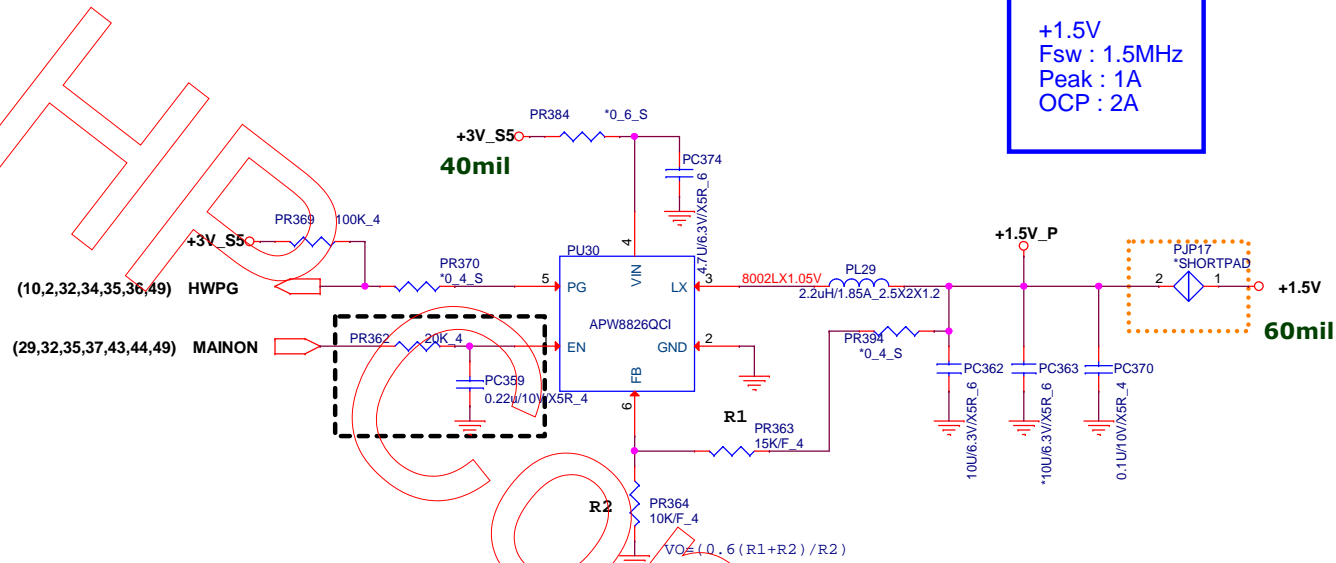 +1.5V
Fsw : 1.5MHz
Peak : 1A
OCP : 2A
PR384
*0_6_S
+3V_S5
40mil
PC374
4.7U/6.3V/X5R_6
PR369
100K_4
+3V_S5
PR370
*0_4_S
(10,2,32,34,35,36,49) HWPG
PU30
4
VIN
5
PG
LX
3
8002LX1.05V
PL29
2.2uH/1.85A_2.5X2X1.2
+1.5V_P
PJP17
*SHORTPAD
2
1
+1.5V
60mil
APW8826QCI
(29,32,35,37,43,44,49) MAINON
PR362
20K_4
1
EN
GND
2
FB
6
PC359
0.22u/10V/X5R_4
PR394
*0_4_S
PC362
10U/6.3V/X5R_6
PC363
*10U/6.3V/X5R_6
PC370
0.1U/10V/X5R_4
R1
PR363
15K/F_4
R2
PR364
10K/F_4
VO=(0.6(R1+R2)/R2)
HP